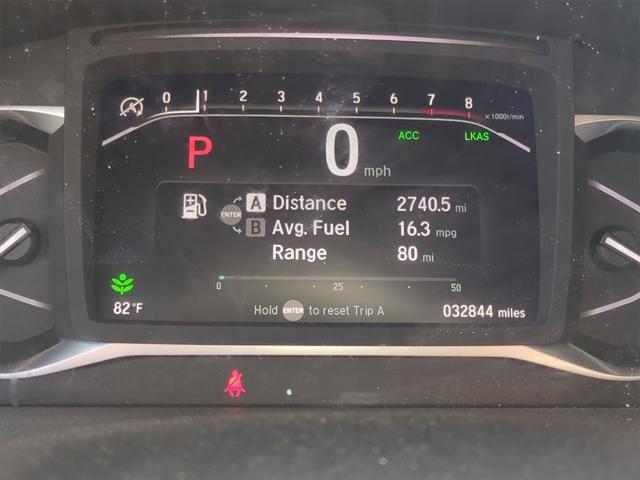 0 1 2 3 4 5 6 7 8
×1000r/min
P 0 mph ACC LKAS
A Distance 2740.5 mi
ENTER
B Avg. Fuel 16.3 mpg
Range 80 mi
0 25 50
82°F Hold ENTER to reset Trip A 032844 miles